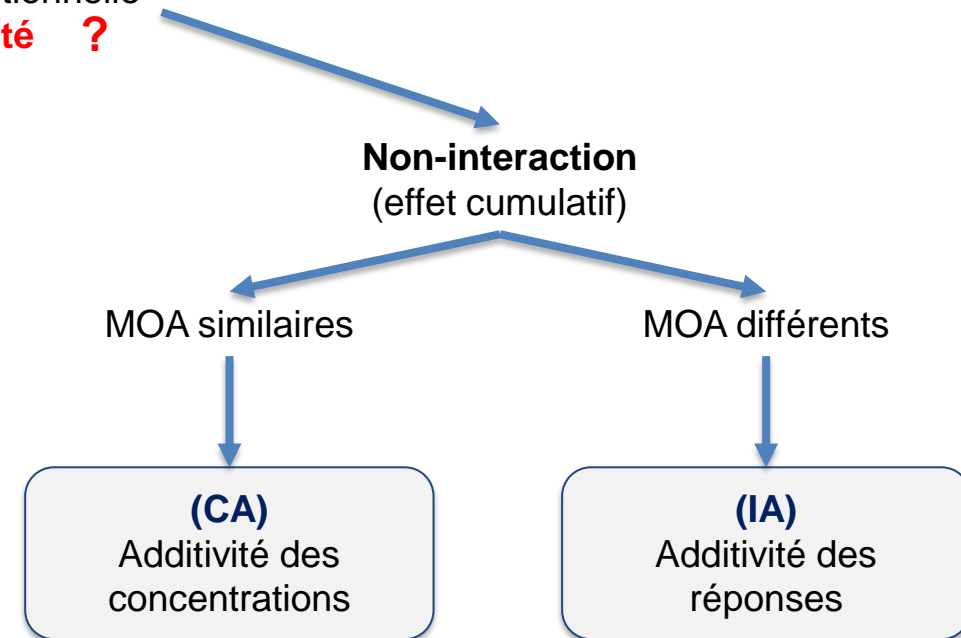 té ?
Non-interaction
(effet cumulatif)
MOA similaires
MOA différents
(CA)
Additivité des
concentrations
(IA)
Additivité des
réponses